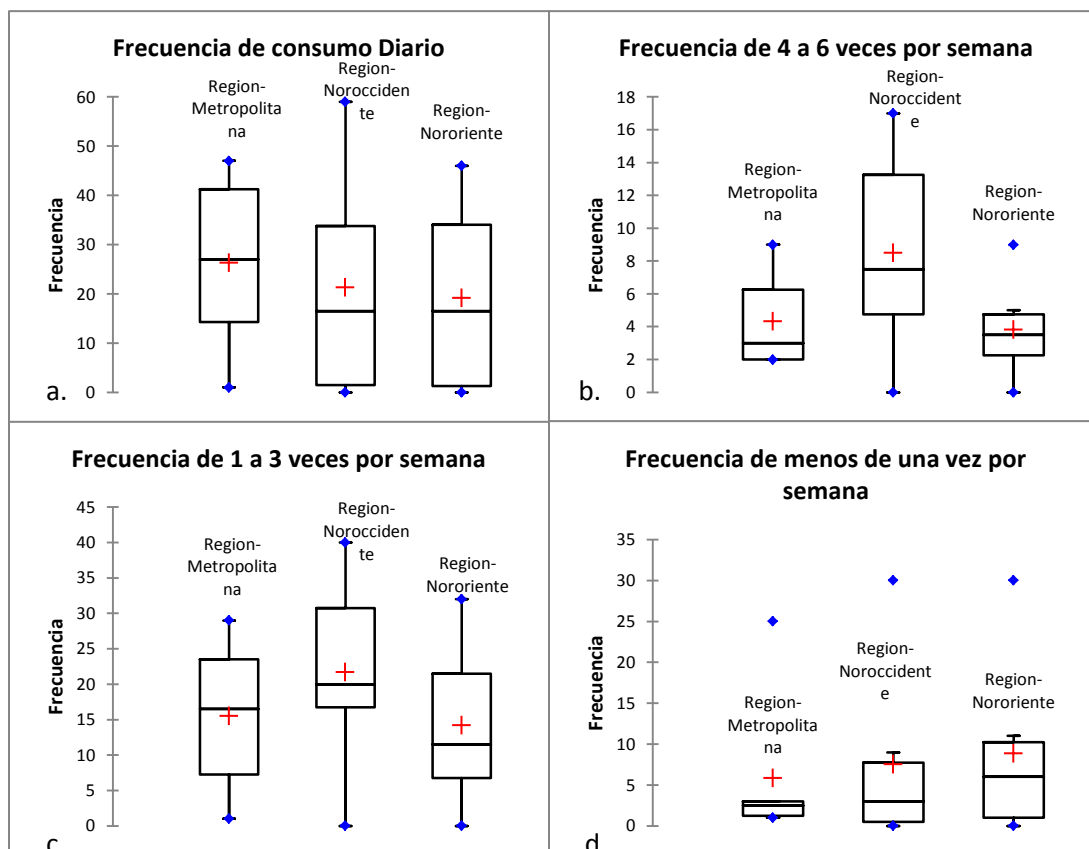 Frecuencia de consumo Diario
Region-
Metropolita
na
Region-
Noroccident
te
Region-
Nororiente
Frecuencia
60
50
40
30
20
10
0
a.
Frecuencia de 4 a 6 veces por semana
Region-
Metropolita
na
Region-
Noroccident
e
Region-
Nororiente
Frecuencia
18
16
14
12
10
8
6
4
2
0
b.
Frecuencia de 1 a 3 veces por semana
Region-
Metropolita
na
Region-
Norocciden
te
Region-
Nororiente
Frecuencia
45
40
35
30
25
20
15
10
5
0
c
Frecuencia de menos de una vez por
semana
Region-
Metropolita
na
Region-
Noroccident
e
Region-
Nororiente
Frecuencia
35
30
25
20
15
10
5
0
d